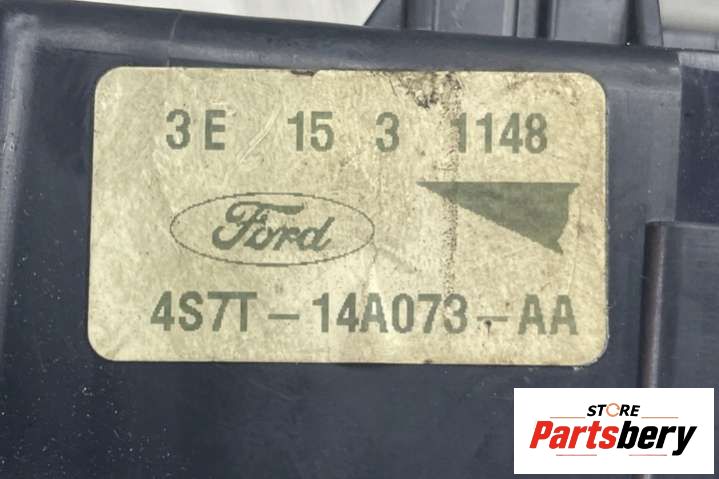 3E 15 3 1148
Ford
4S7T-14A073-AA
STORE
Partsbery